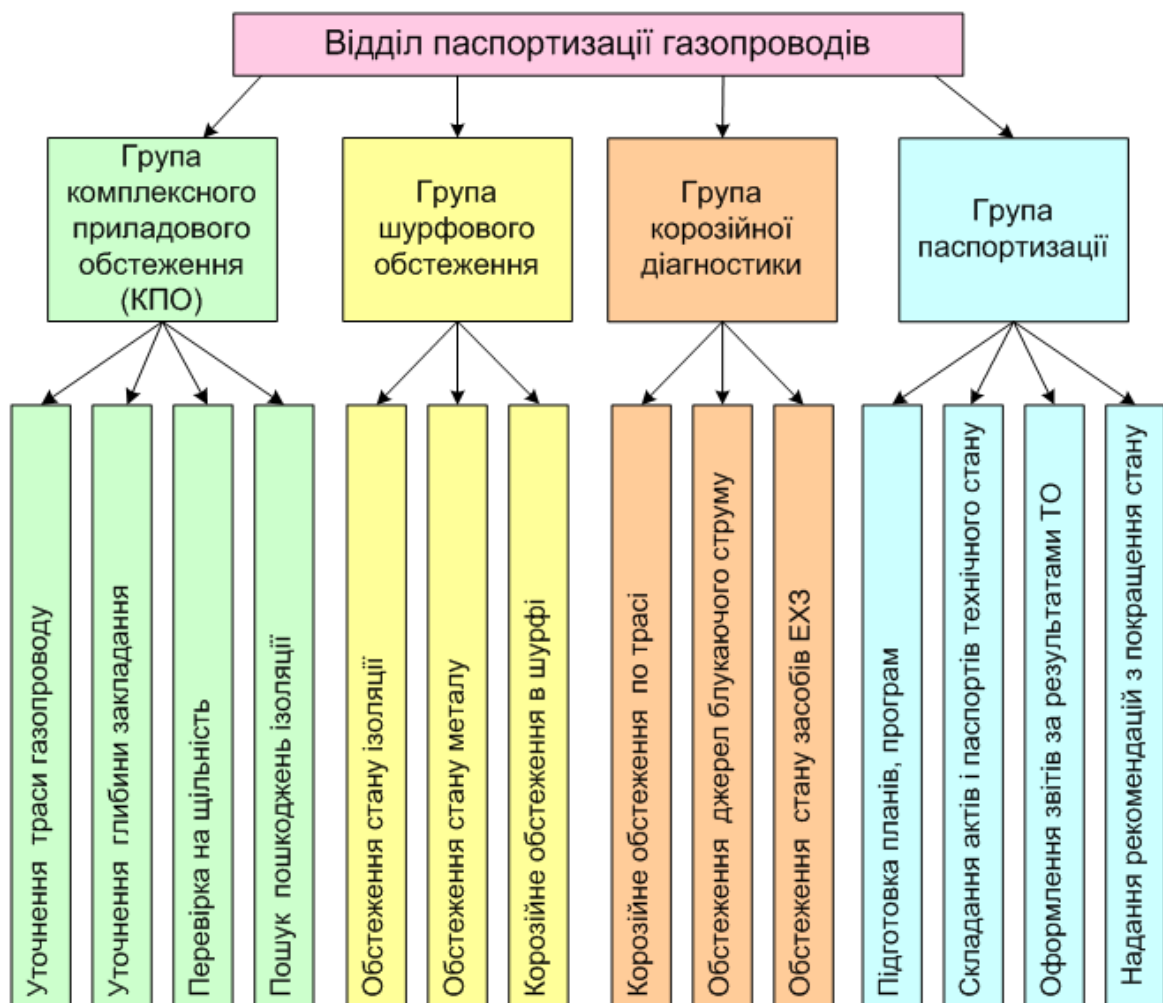 Відділ паспортизації газопроводів
Група
комплексного
приладового
обстеження
(КПО)
Група
шурфового
обстеження
Група
корозійної
діагностики
Група
паспортизації
Уточнення траси газопроводу
Уточнення глибини закладання
Перевірка на щільність
Пошук пошкоджень ізоляції
Обстеження стану ізоляції
Обстеження стану металу
Корозійне обстеження в шурфі
Корозійне обстеження по трасі
Обстеження джерел блукаючого струму
Обстеження стану засобів ЕХЗ
Підготовка планів, програм
Складання актів і паспортів технічного стану
Оформлення звітів за результатами ТО
Надання рекомендацій з покращення стану